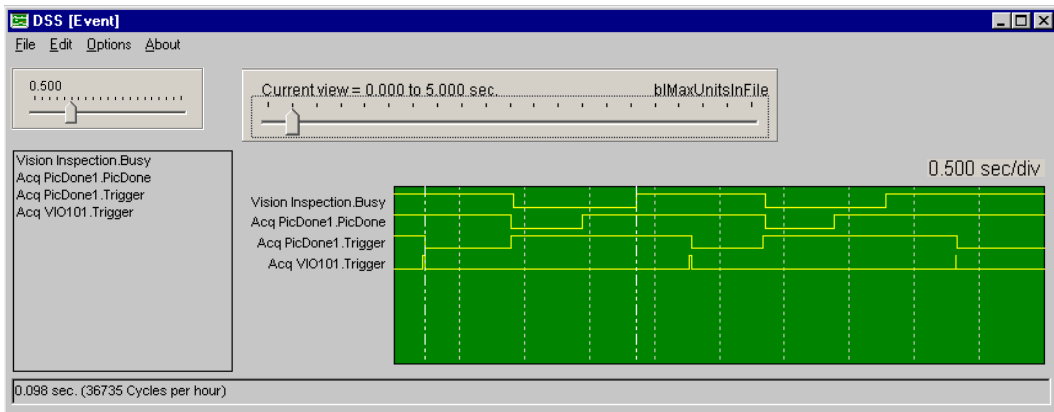 DSS [Event]
File Edit Options About
0.500
Current view = 0.000 to 5.000 sec. blMaxUnitsInFile
Vision Inspection.Busy
Acq PicDone1.PicDone
Acq PicDone1.Trigger
Acq VIO101.Trigger
0.500 sec/div
Vision Inspection.Busy
Acq PicDone1.PicDone
Acq PicDone1.Trigger
Acq VIO101.Trigger
0.098 sec. (36735 Cycles per hour)